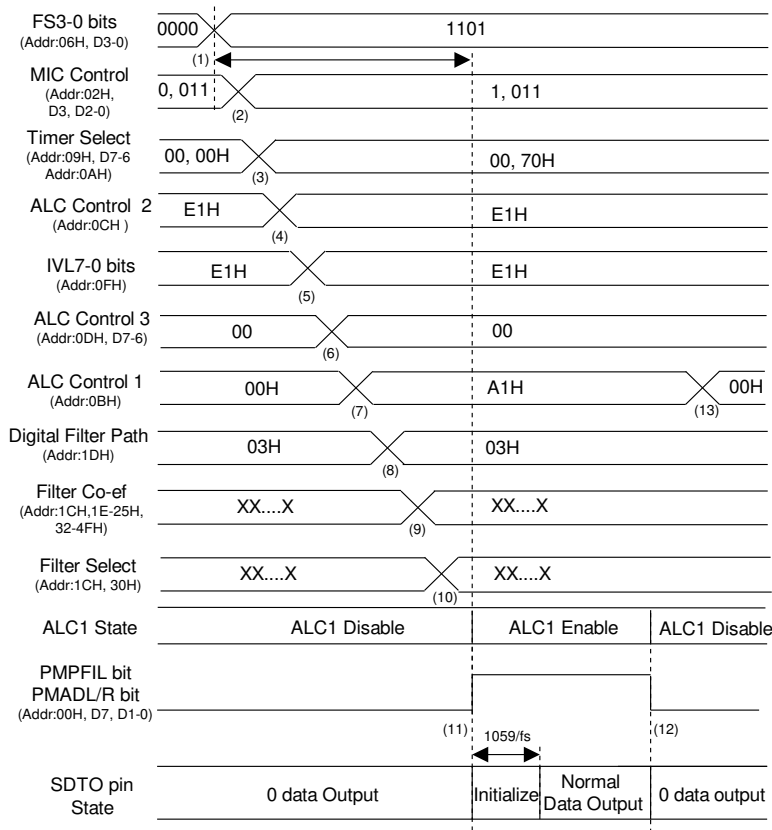 FS3-0 bits
(Addr:06H, D3-0)
0000
1101
(1)
MIC Control
(Addr:02H,
D3, D2-0)
0, 011
1, 011
(2)
Timer Select
(Addr:09H, D7-6
Addr:0AH)
00, 00H
00, 70H
(3)
ALC Control 2
(Addr:0CH )
E1H
E1H
(4)
IVL7-0 bits
(Addr:0FH)
E1H
E1H
(5)
ALC Control 3
(Addr:0DH, D7-6)
00
00
(6)
ALC Control 1
(Addr:0BH)
00H
A1H
00H
(7)
(13)
Digital Filter Path
(Addr:1DH)
03H
03H
(8)
Filter Co-ef
(Addr:1CH,1E-25H,
32-4FH)
XX....X
XX....X
(9)
Filter Select
(Addr:1CH, 30H)
XX....X
XX....X
(10)
ALC1 State
ALC1 Disable
ALC1 Enable
ALC1 Disable
PMPFIL bit
PMADL/R bit
(Addr:00H, D7, D1-0)
(11)
(12)
1059/fs
SDTO pin
State
0 data Output
Initialize
Normal
Data Output
0 data output